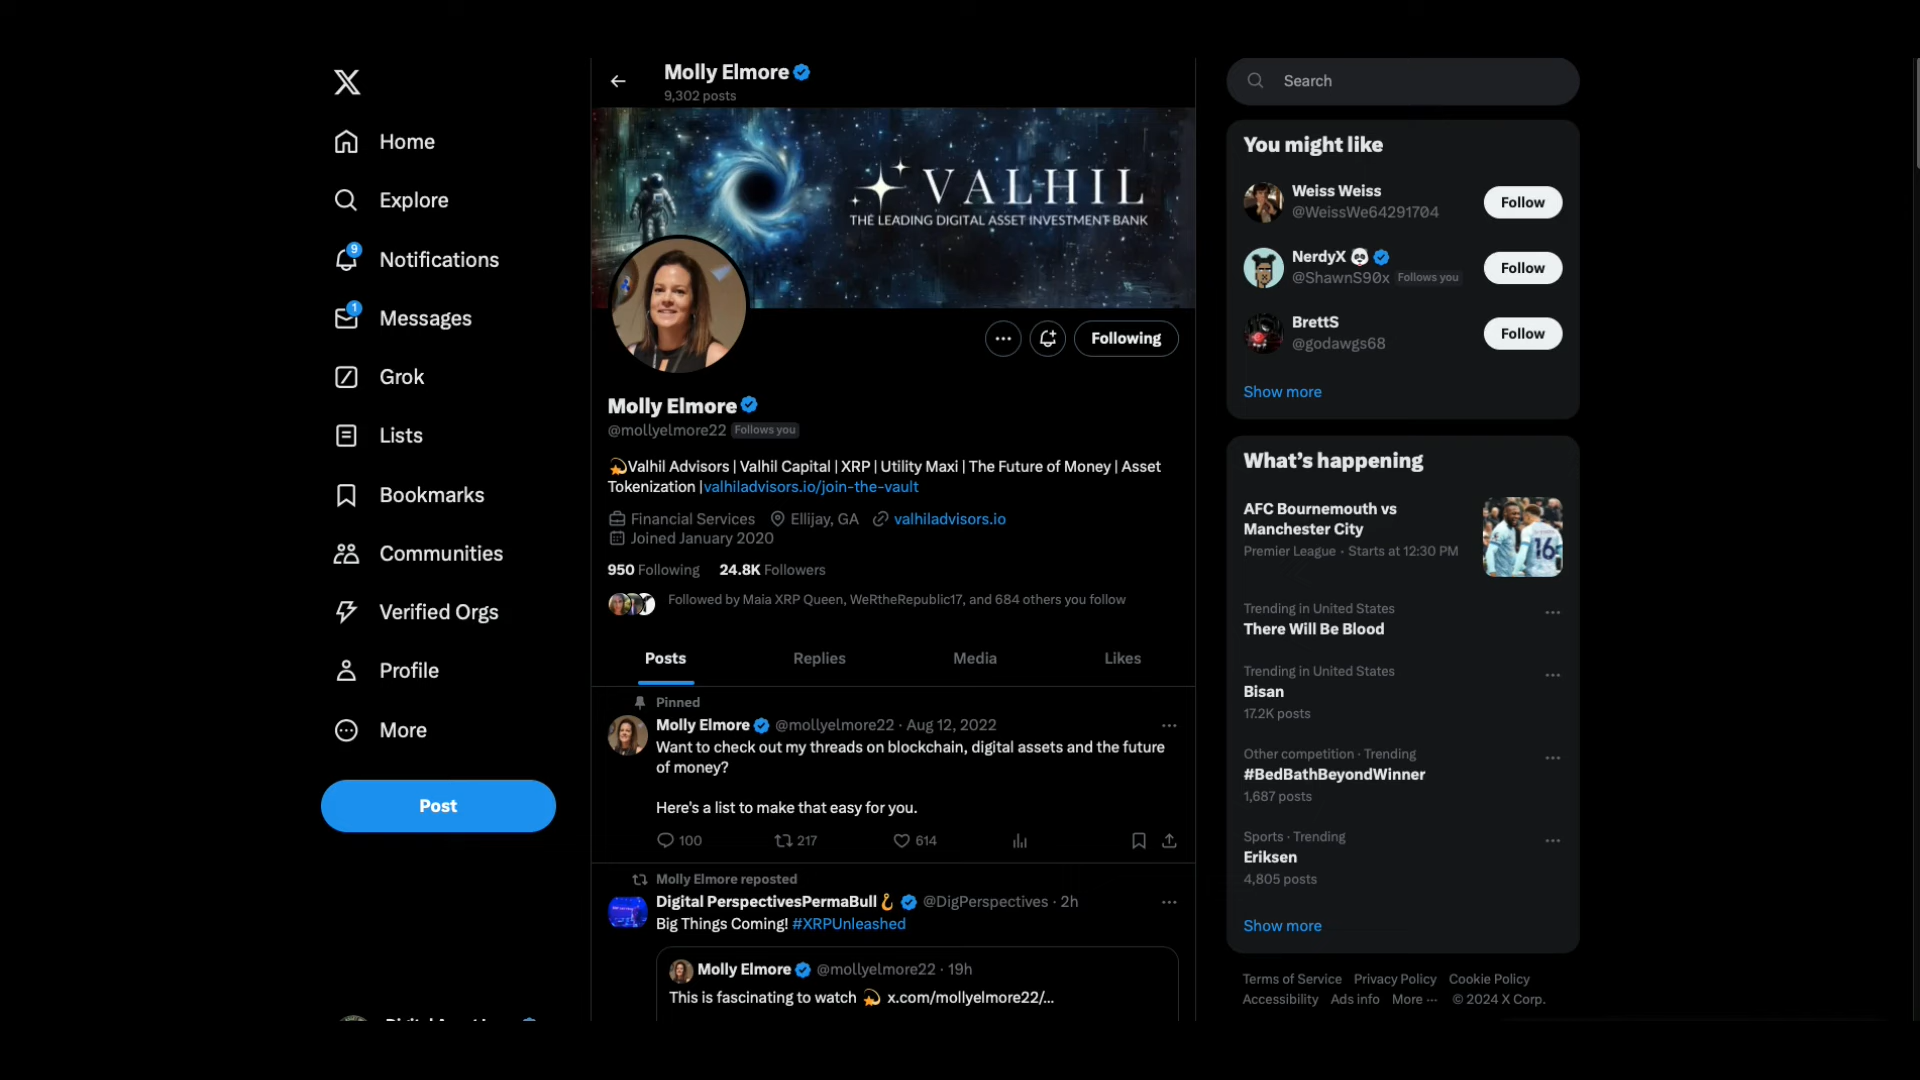 Home
Explore
9
Notifications
1
Messages
Grok
Lists
Bookmarks
Communities
Verified Orgs
Profile
More
Post
Molly Elmore
9,302 posts
VALHIL
THE LEADING DIGITAL ASSET INVESTMENT BANK
Following
Molly Elmore
@mollyelmore22 Follows you
💫Valhil Advisors | Valhil Capital | XRP | Utility Maxi | The Future of Money | Asset
Tokenization |valhiladvisors.io/join-the-vault
Financial Services Ellijay, GA valhiladvisors.io
Joined January 2020
950 Following 24.8K Followers
Followed by Maia XRP Queen, WeRtheRepublic17, and 684 others you follow
Posts Replies Media Likes
Pinned
Molly Elmore @mollyelmore22 · Aug 12, 2022
Want to check out my threads on blockchain, digital assets and the future
of money?
Here's a list to make that easy for you.
100 217 614
Molly Elmore reposted
Digital PerspectivesPermaBull🪝 @DigPerspectives · 2h
Big Things Coming! #XRPUnleashed
Molly Elmore @mollyelmore22 · 19h
This is fascinating to watch 💫 x.com/mollyelmore22/...
Search
You might like
Weiss Weiss
@WeissWe64291704
Follow
NerdyX
@ShawnS90x Follows you
Follow
BrettS
@godawgs68
Follow
Show more
What's happening
AFC Bournemouth vs
Manchester City
Premier League · Starts at 12:30 PM
16
Trending in United States
There Will Be Blood
Trending in United States
Bisan
17.2K posts
Other competition · Trending
#BedBathBeyondWinner
1,687 posts
Sports · Trending
Eriksen
4,805 posts
Show more
Terms of Service Privacy Policy Cookie Policy
Accessibility Ads info More ··· © 2024 X Corp.